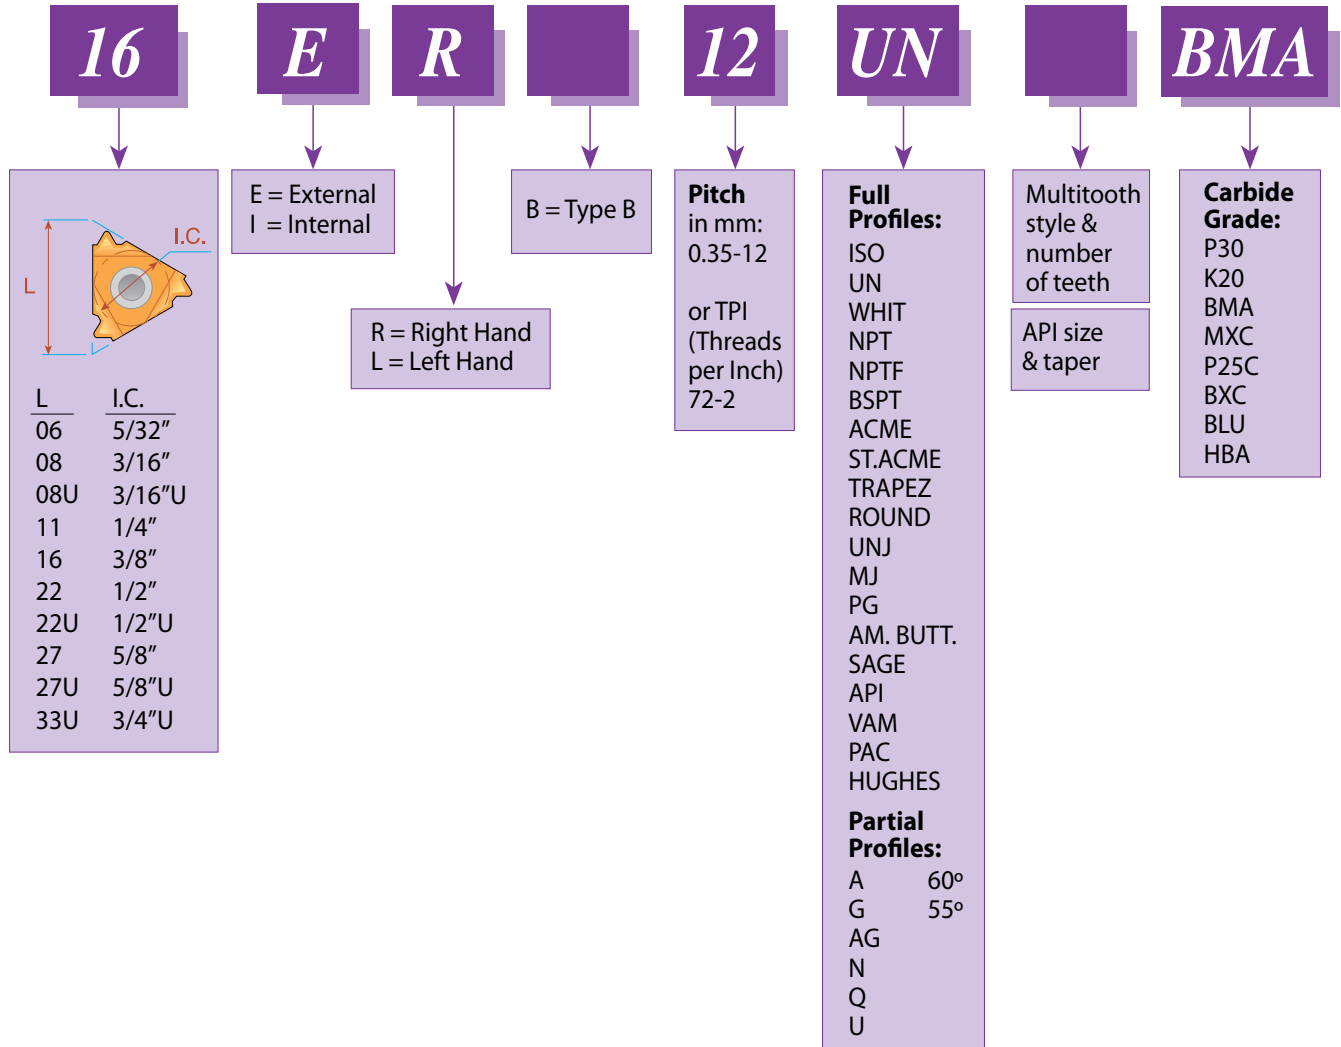 16 E R 12 UN BMA
L
I.C.
L I.C.
06 5/32″
08 3/16″
08U 3/16″U
11 1/4″
16 3/8″
22 1/2″
22U 1/2″U
27 5/8″
27U 5/8″U
33U 3/4″U
E = External
I = Internal
R = Right Hand
L = Left Hand
B = Type B
Pitch
in mm:
0.35-12
or TPI
(Threads
per Inch)
72-2
Full
Profiles:
ISO
UN
WHIT
NPT
NPTF
BSPT
ACME
ST.ACME
TRAPEZ
ROUND
UNJ
MJ
PG
AM. BUTT.
SAGE
API
VAM
PAC
HUGHES
Partial
Profiles:
A 60º
G 55º
AG
N
Q
U
Multitooth
style &
number
of teeth
API size
& taper
Carbide
Grade:
P30
K20
BMA
MXC
P25C
BXC
BLU
HBA